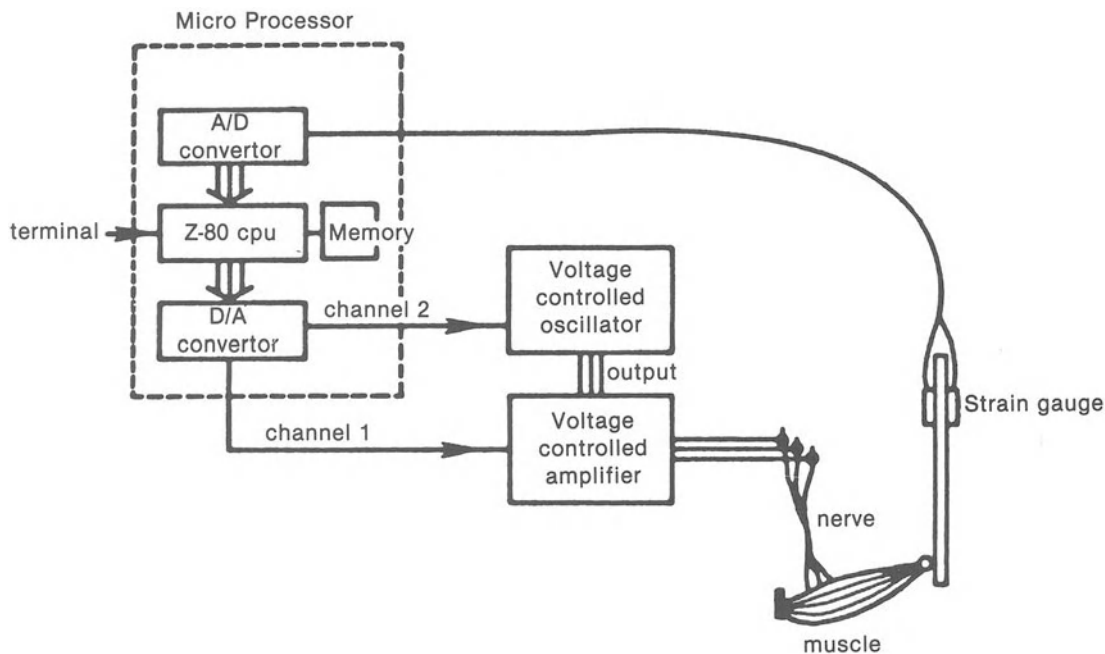 Micro Processor
A/D
convertor
terminal
Z-80 cpu
Memory
D/A
convertor
channel 2
channel 1
Voltage
controlled
oscillator
output
Voltage
controlled
amplifier
Strain gauge
nerve
muscle